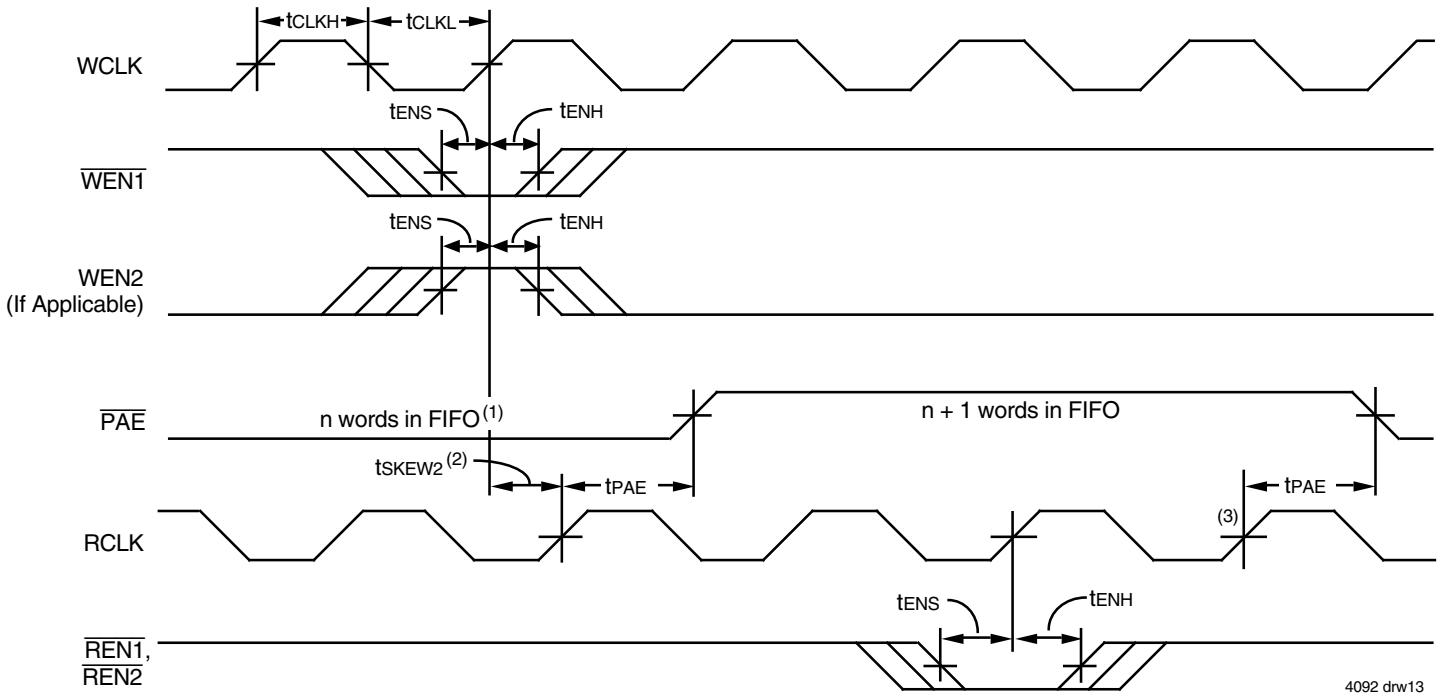 tCLKH
tCLKL
WCLK
tENS
tENH
WEN1
tENS
tENH
WEN2
(If Applicable)
PAE
n words in FIFO(1)
n + 1 words in FIFO
tSKEW2(2)
tPAE
tPAE
RCLK
(3)
tENS
tENH
REN1,
REN2
4092 drw13